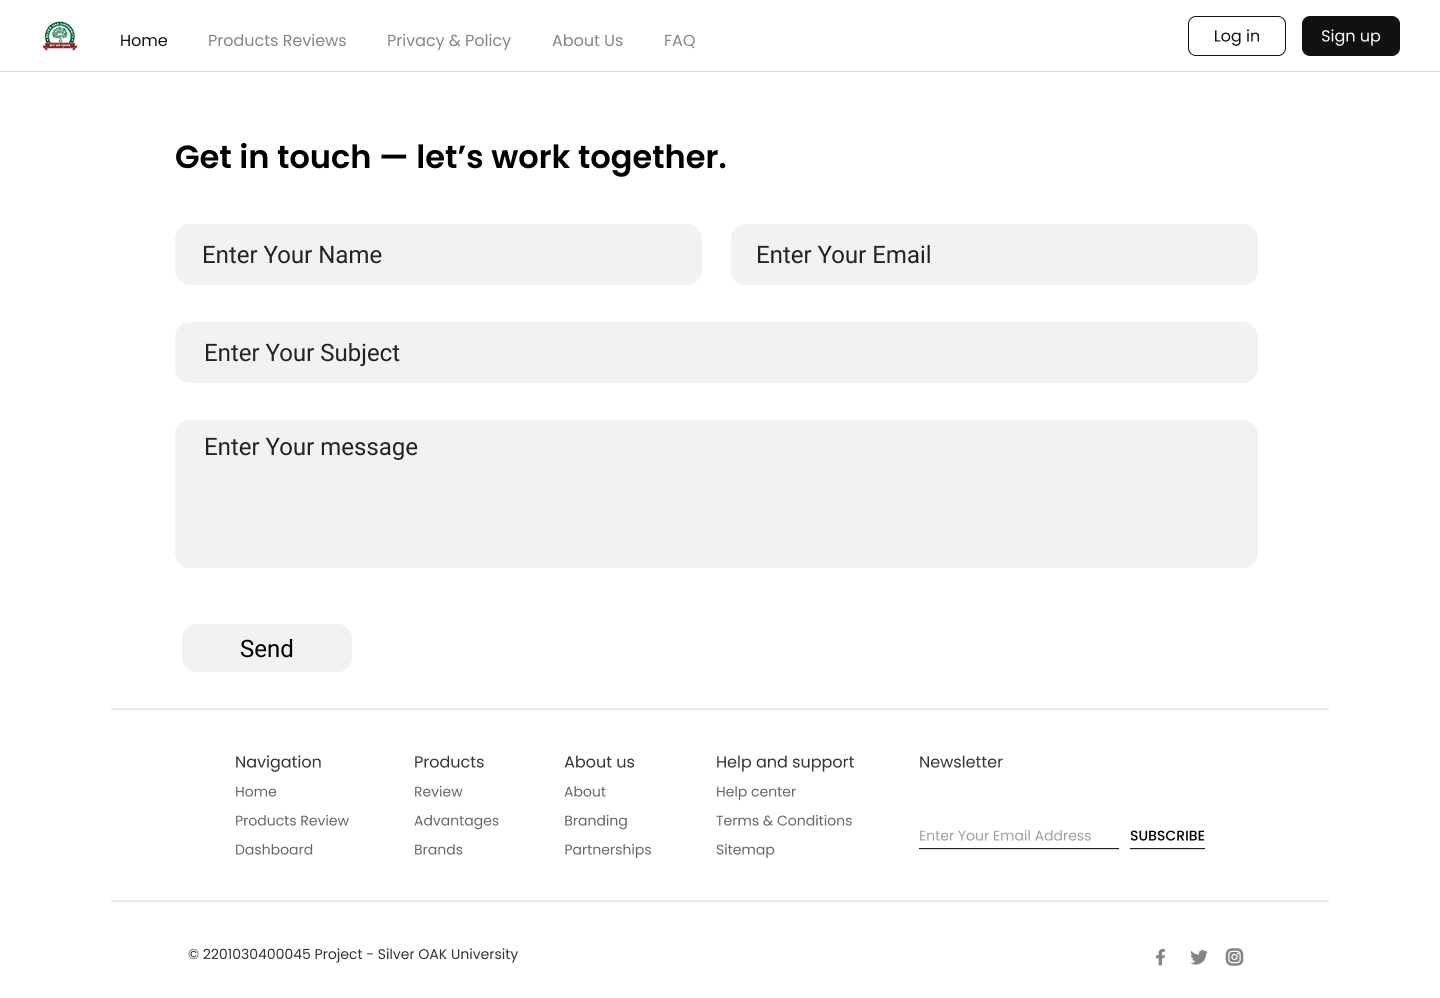 Home Products Reviews Privacy & Policy About Us FAQ Log in Sign up
Get in touch — let’s work together.
Enter Your Name Enter Your Email
Enter Your Subject
Enter Your message
Send
Navigation Products About us Help and support Newsletter
Home Review About Help center
Products Review Advantages Branding Terms & Conditions
Enter Your Email Address SUBSCRIBE
Dashboard Brands Partnerships Sitemap
© 2201030400045 Project - Silver OAK University